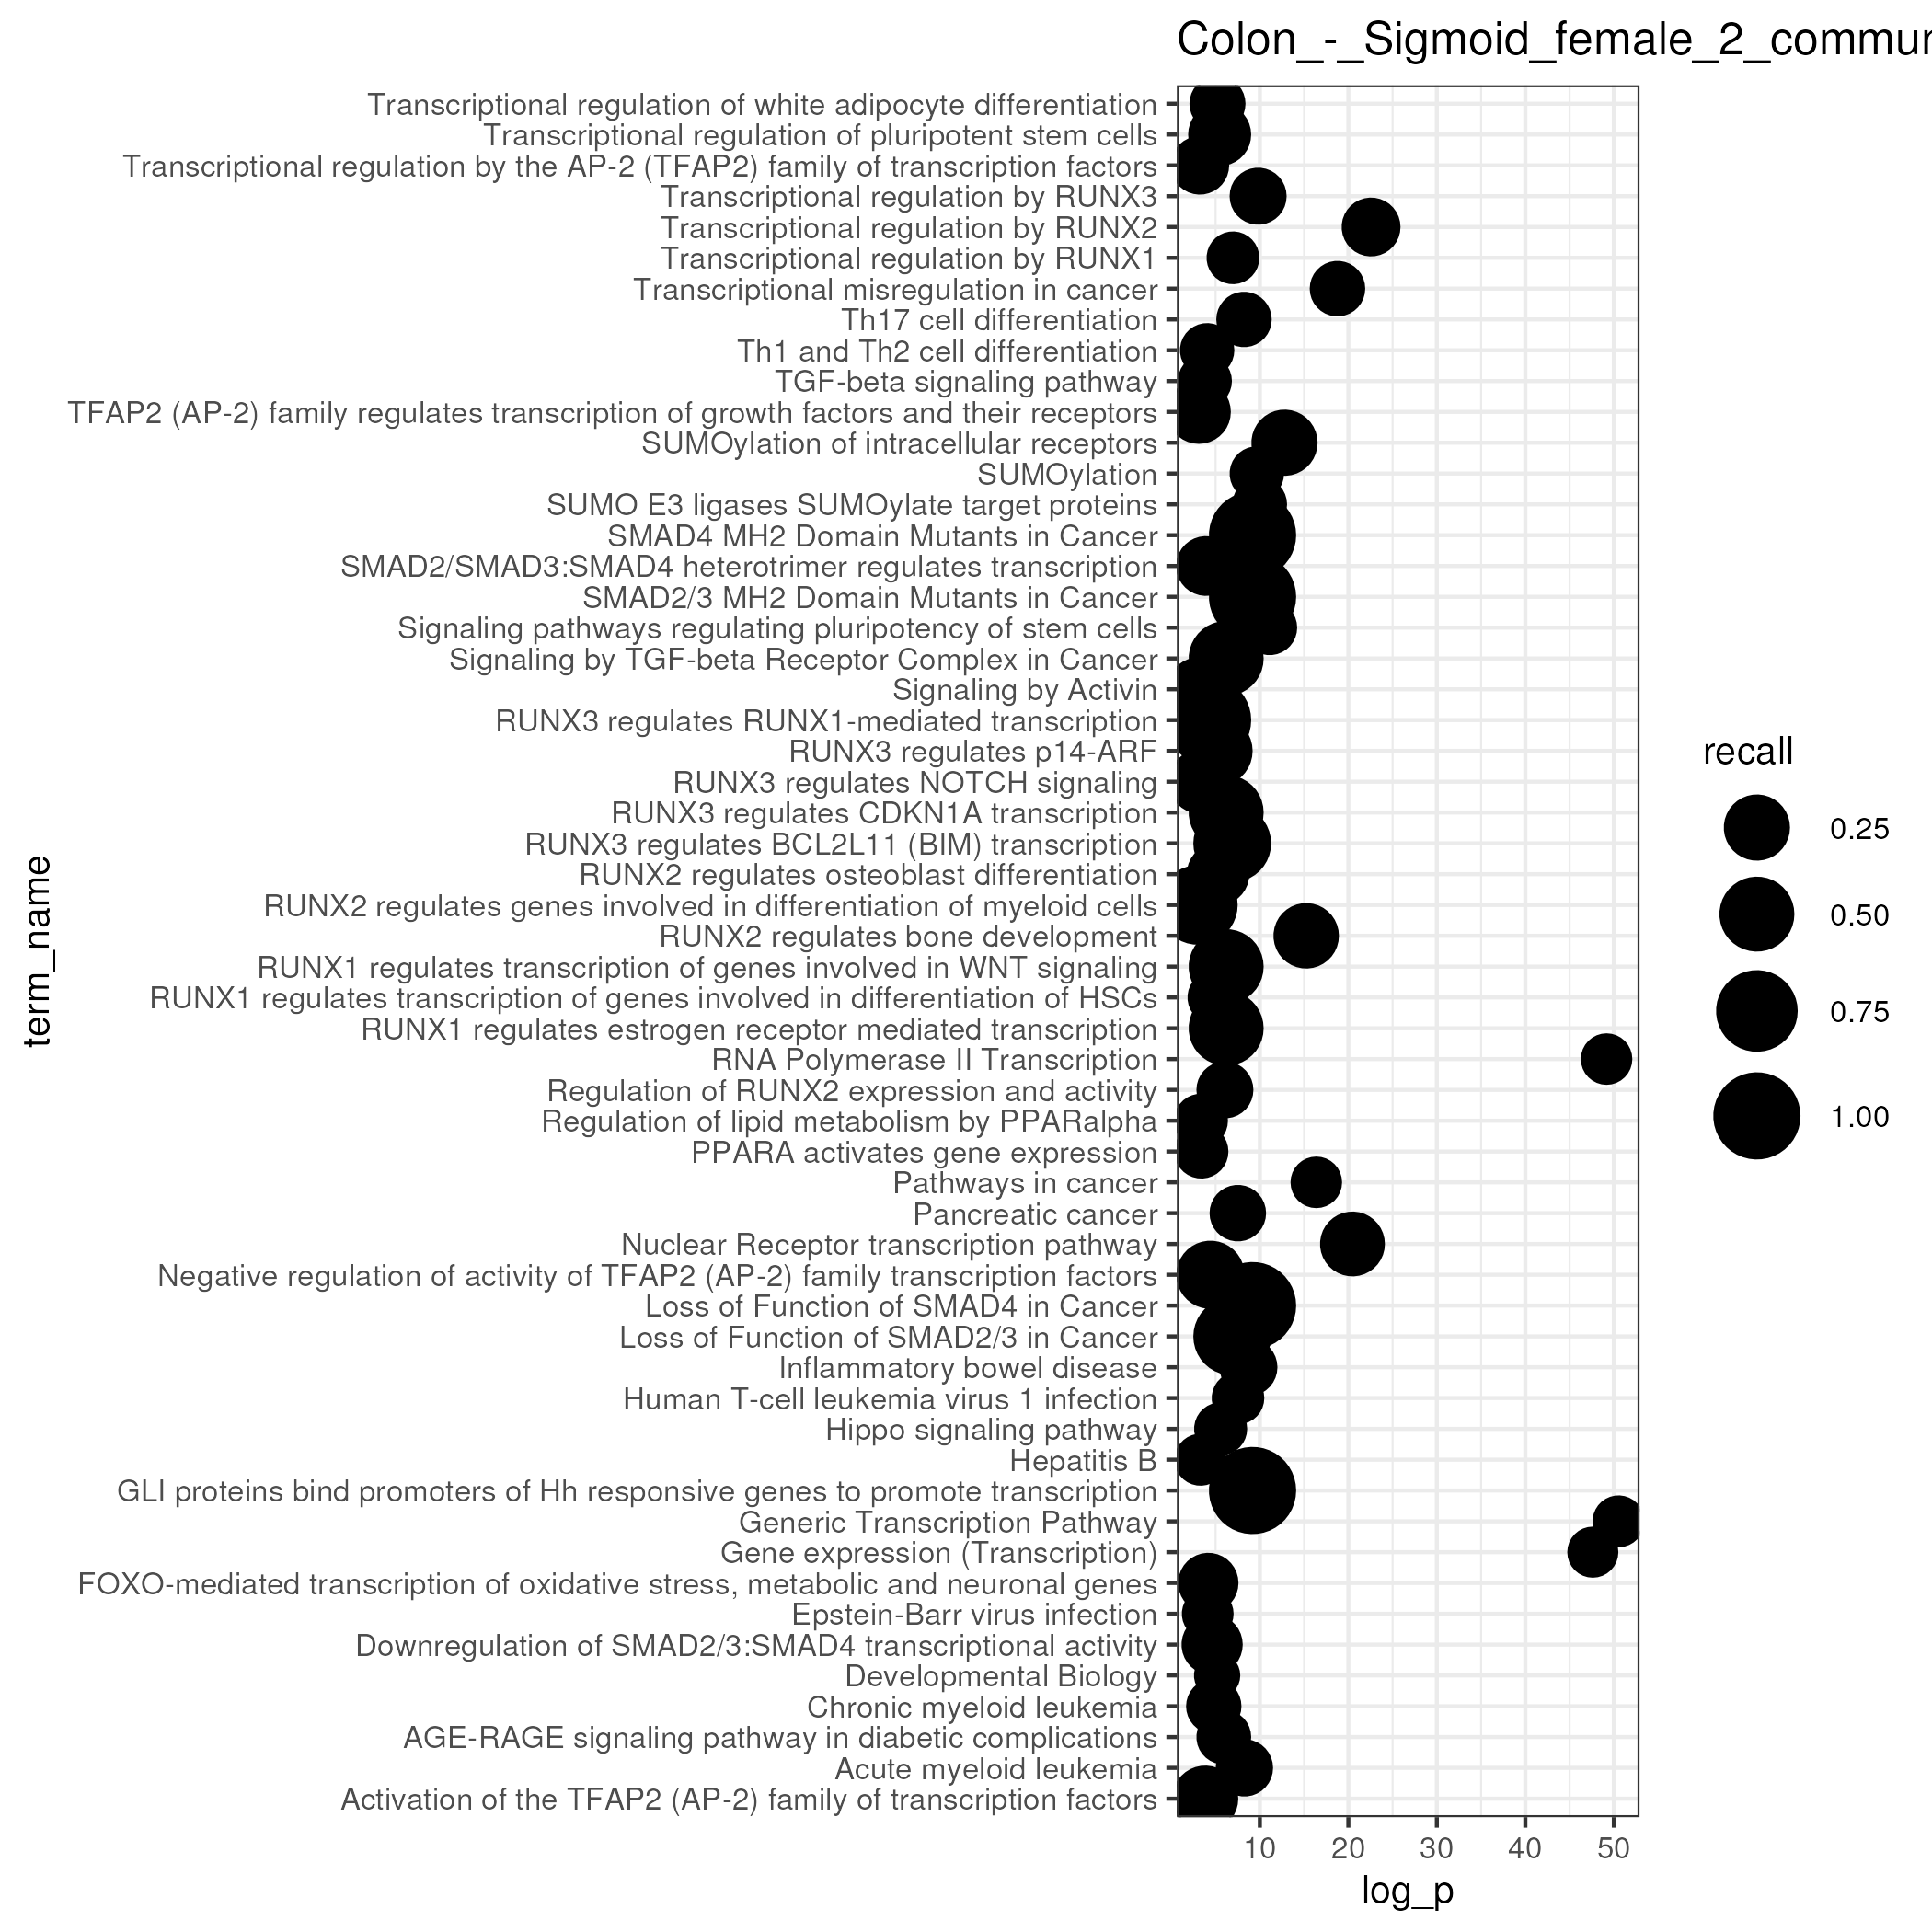 Colon_-_Sigmoid_female_2_commun
Transcriptional regulation of white adipocyte differentiation
Transcriptional regulation of pluripotent stem cells
Transcriptional regulation by the AP-2 (TFAP2) family of transcription factors
Transcriptional regulation by RUNX3
Transcriptional regulation by RUNX2
Transcriptional regulation by RUNX1
Transcriptional misregulation in cancer
Th17 cell differentiation
Th1 and Th2 cell differentiation
TGF-beta signaling pathway
TFAP2 (AP-2) family regulates transcription of growth factors and their receptors
SUMOylation of intracellular receptors
SUMOylation
SUMO E3 ligases SUMOylate target proteins
SMAD4 MH2 Domain Mutants in Cancer
SMAD2/SMAD3:SMAD4 heterotrimer regulates transcription
SMAD2/3 MH2 Domain Mutants in Cancer
Signaling pathways regulating pluripotency of stem cells
Signaling by TGF-beta Receptor Complex in Cancer
Signaling by Activin
RUNX3 regulates RUNX1-mediated transcription
RUNX3 regulates p14-ARF
RUNX3 regulates NOTCH signaling
RUNX3 regulates CDKN1A transcription
RUNX3 regulates BCL2L11 (BIM) transcription
RUNX2 regulates osteoblast differentiation
RUNX2 regulates genes involved in differentiation of myeloid cells
RUNX2 regulates bone development
RUNX1 regulates transcription of genes involved in WNT signaling
RUNX1 regulates transcription of genes involved in differentiation of HSCs
RUNX1 regulates estrogen receptor mediated transcription
RNA Polymerase II Transcription
Regulation of RUNX2 expression and activity
Regulation of lipid metabolism by PPARalpha
PPARA activates gene expression
Pathways in cancer
Pancreatic cancer
Nuclear Receptor transcription pathway
Negative regulation of activity of TFAP2 (AP-2) family transcription factors
Loss of Function of SMAD4 in Cancer
Loss of Function of SMAD2/3 in Cancer
Inflammatory bowel disease
Human T-cell leukemia virus 1 infection
Hippo signaling pathway
Hepatitis B
GLI proteins bind promoters of Hh responsive genes to promote transcription
Generic Transcription Pathway
Gene expression (Transcription)
FOXO-mediated transcription of oxidative stress, metabolic and neuronal genes
Epstein-Barr virus infection
Downregulation of SMAD2/3:SMAD4 transcriptional activity
Developmental Biology
Chronic myeloid leukemia
AGE-RAGE signaling pathway in diabetic complications
Acute myeloid leukemia
Activation of the TFAP2 (AP-2) family of transcription factors
term_name
10 20 30 40 50
log_p
recall
0.25
0.50
0.75
1.00